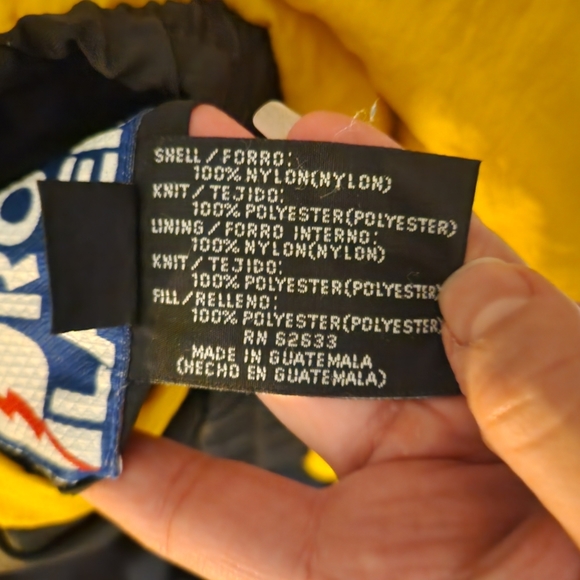 SHELL/FORRO:
100% NYLON(NYLON)
KNIT/TEJIDO:
100% POLYESTER(POLYESTER)
LINING/FORRO INTERNO:
100% NYLON(NYLON)
KNIT/TEJIDO:
100% POLYESTER(POLYESTER)
FILL/RELLENO:
100% POLYESTER(POLYESTER)
RN 52633
MADE IN GUATEMALA
(HECHO EN GUATEMALA)